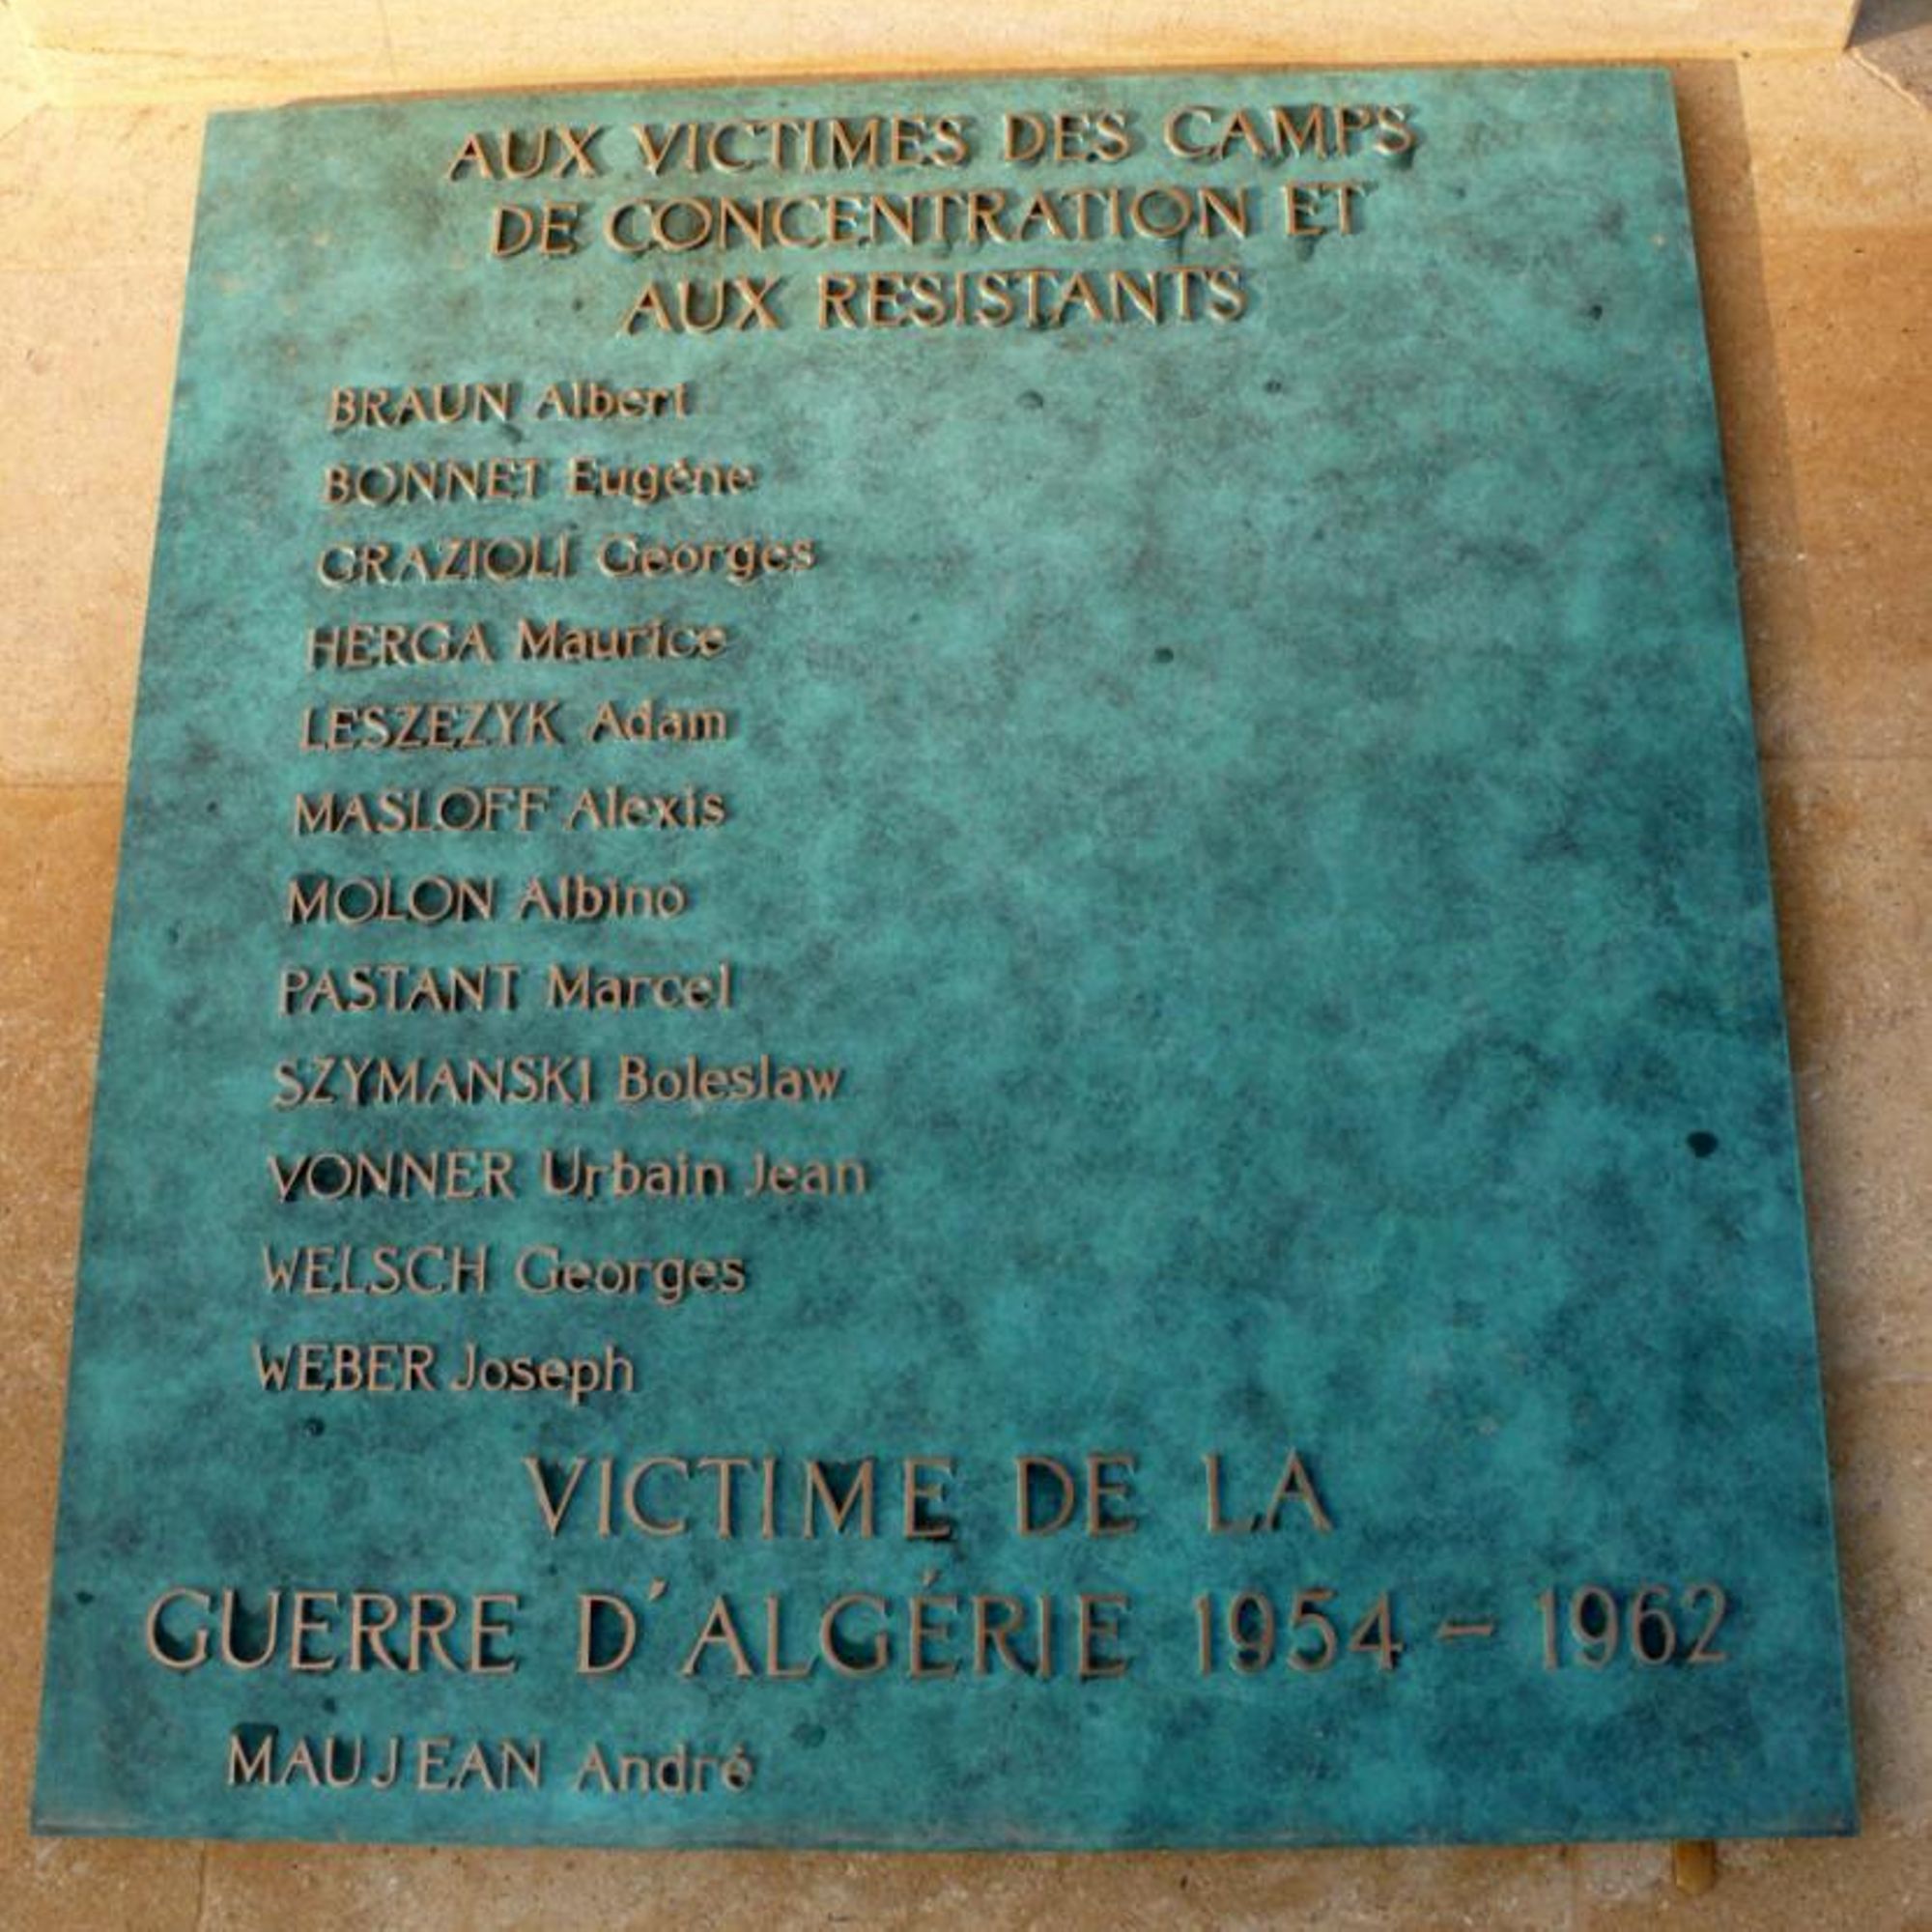 AUX VICTIMES DES CAMPS
DE CONCENTRATION ET
AUX RESISTANTS
BRAUN Albert
BONNET Eugéne
GRAZIOLI Georges
HERGA Maurice
LESZEZYK Adam
MASLOFF Alexis
MOLON Albino
PASTANT Marcel
SZYMANSKI Boleslaw
VONNER Urbain Jean
WELSCH Georges
WEBER Joseph
VICTIME DE LA
GUERRE D'ALGÉRIE 1954 - 1962
MAUJEAN André